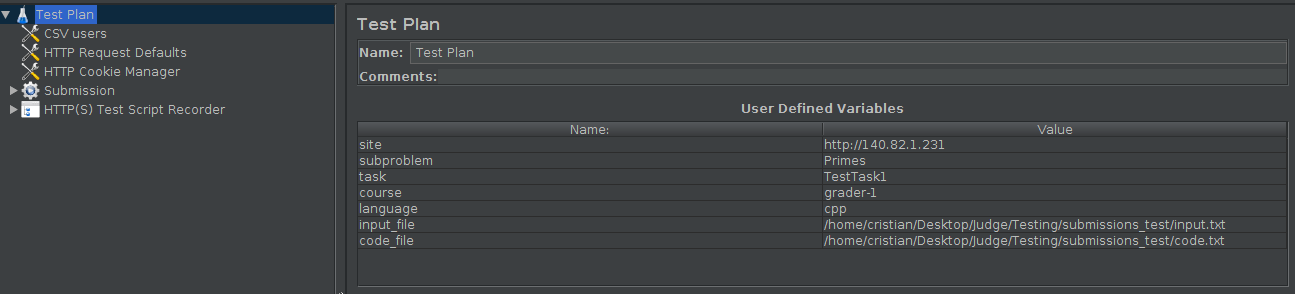 Test Plan
CSV users
HTTP Request Defaults
HTTP Cookie Manager
Submission
HTTP(S) Test Script Recorder
Test Plan
Name: Test Plan
Comments:
User Defined Variables
Name: Value
site http://140.82.1.231
subproblem Primes
task TestTask1
course grader-1
language cpp
input_file /home/cristian/Desktop/Judge/Testing/submissions_test/input.txt
code_file /home/cristian/Desktop/Judge/Testing/submissions_test/code.txt